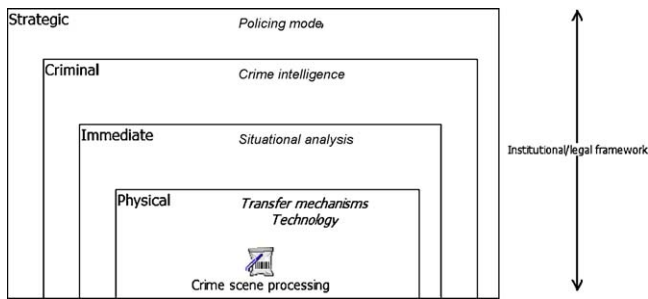 Strategic
Policing mode
Criminal
Crime intelligence
Immediate
Situational analysis
Physical
Transfer mechanisms
Technology
Crime scene processing
Institutional/legal framework